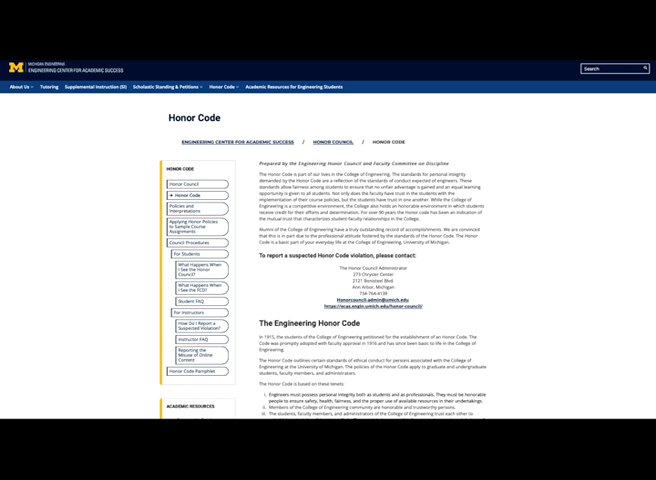 MICHIGAN ENGINEERING
ENGINEERING CENTER FOR ACADEMIC SUCCESS
Search
About Us
Tutoring
Supplemental Instruction (SI)
Scholastic Standing & Petitions
Honor Code
Academic Resources for Engineering Students
Honor Code
ENGINEERING CENTER FOR ACADEMIC SUCCESS / HONOR COUNCIL / HONOR CODE
HONOR CODE
Honor Council
➔ Honor Code
Policies and
Interpretations
Applying Honor Policies
to Sample Course
Assignments
Council Procedures
For Students
What Happens When
I See the Honor
Council?
What Happens When
I See the FCD?
Student FAQ
For Instructors
How Do I Report a
Suspected Violation?
Instructor FAQ
Reporting the
Misuse of Online
Content
Honor Code Pamphlet
ACADEMIC RESOURCES
Prepared by the Engineering Honor Council and Faculty Committee on Discipline
The Honor Code is part of our lives in the College of Engineering. The standards for personal integrity
demanded by the Honor Code are a reflection of the standards of conduct expected of engineers. These
standards allow fairness among students to ensure that no unfair advantage is gained and an equal learning
opportunity is given to all students. Not only does the faculty have trust in the students with the
implementation of their course policies, but the students have trust in one another. While the College of
Engineering is a competitive environment, the College also holds an honorable environment in which students
receive credit for their efforts and determination. For over 90 years the Honor code has been an indication of
the mutual trust that characterizes student faculty relationships in the College.
Alumni of the College of Engineering have a truly outstanding record of accomplishments. We are convinced
that this is in part due to the professional attitude fostered by the standards of the Honor Code. The Honor
Code is a basic part of your everyday life at the College of Engineering, University of Michigan.
To report a suspected Honor Code violation, please contact:
The Honor Council Administrator
273 Chrysler Center
2121 Bonisteel Blvd.
Ann Arbor, Michigan
734-764-4139
Honorcouncil-admin@umich.edu
https://ecas.engin.umich.edu/honor-council/
The Engineering Honor Code
In 1915, the students of the College of Engineering petitioned for the establishment of an Honor Code. The
Code was promptly adopted with faculty approval in 1916 and has since been basic to life in the College of
Engineering.
The Honor Code outlines certain standards of ethical conduct for persons associated with the College of
Engineering at the University of Michigan. The policies of the Honor Code apply to graduate and undergraduate
students, faculty members, and administrators.
The Honor Code is based on these tenets:
i. Engineers must possess personal integrity both as students and as professionals. They must be honorable
people to ensure safety, health, fairness, and the proper use of available resources in their undertakings.
ii. Members of the College of Engineering community are honorable and trustworthy persons.
iii. The students, faculty members, and administrators of the College of Engineering trust each other to